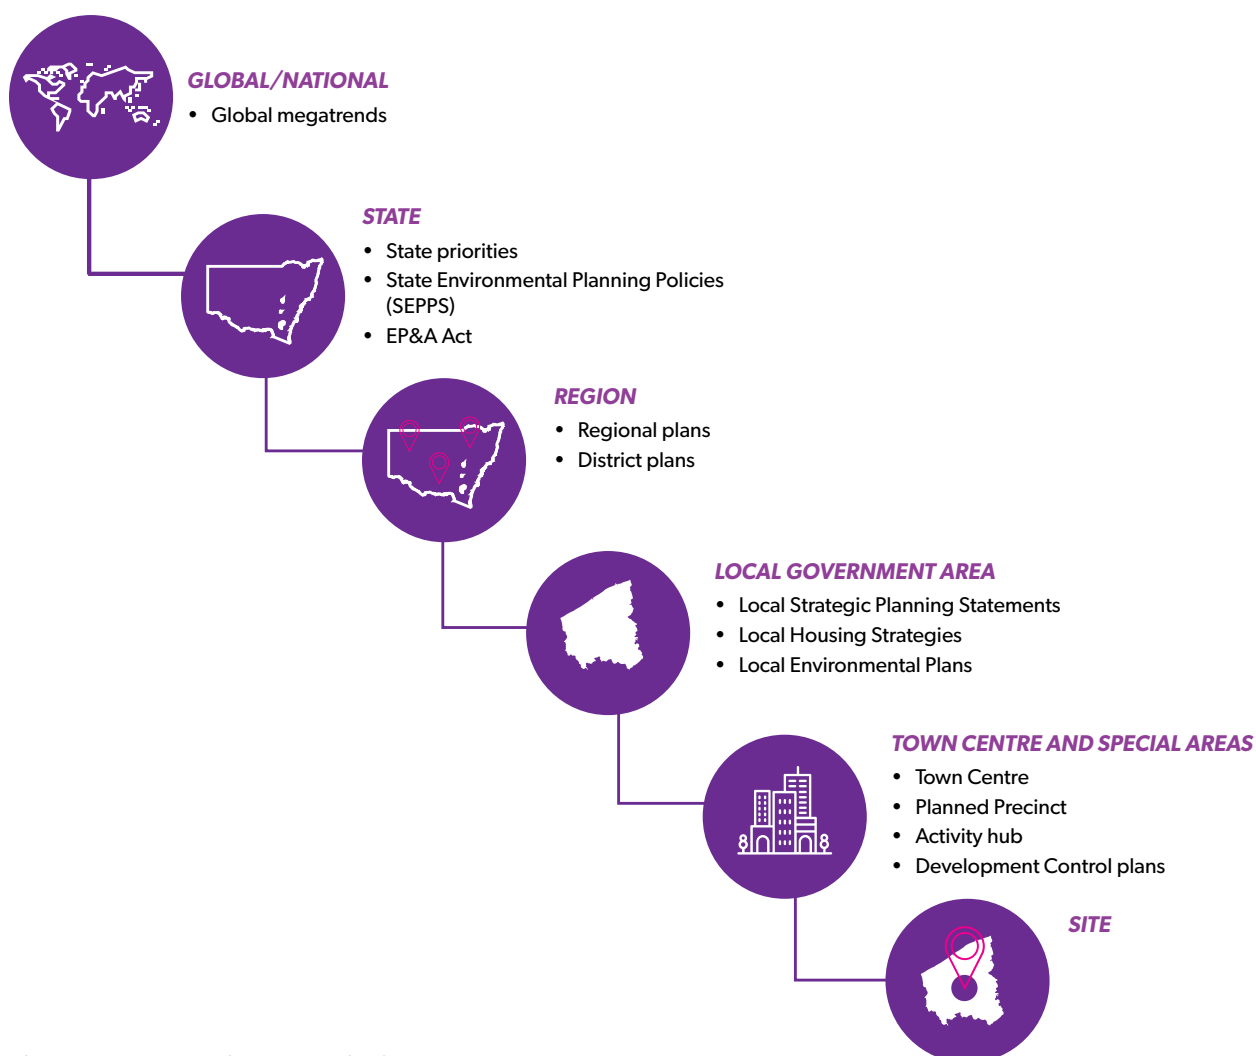 GLOBAL/NATIONAL
• Global megatrends
STATE
• State priorities
• State Environmental Planning Policies
(SEPPS)
• EP&A Act
REGION
• Regional plans
• District plans
LOCAL GOVERNMENT AREA
• Local Strategic Planning Statements
• Local Housing Strategies
• Local Environmental Plans
TOWN CENTRE AND SPECIAL AREAS
• Town Centre
• Planned Precinct
• Activity hub
• Development Control plans
SITE